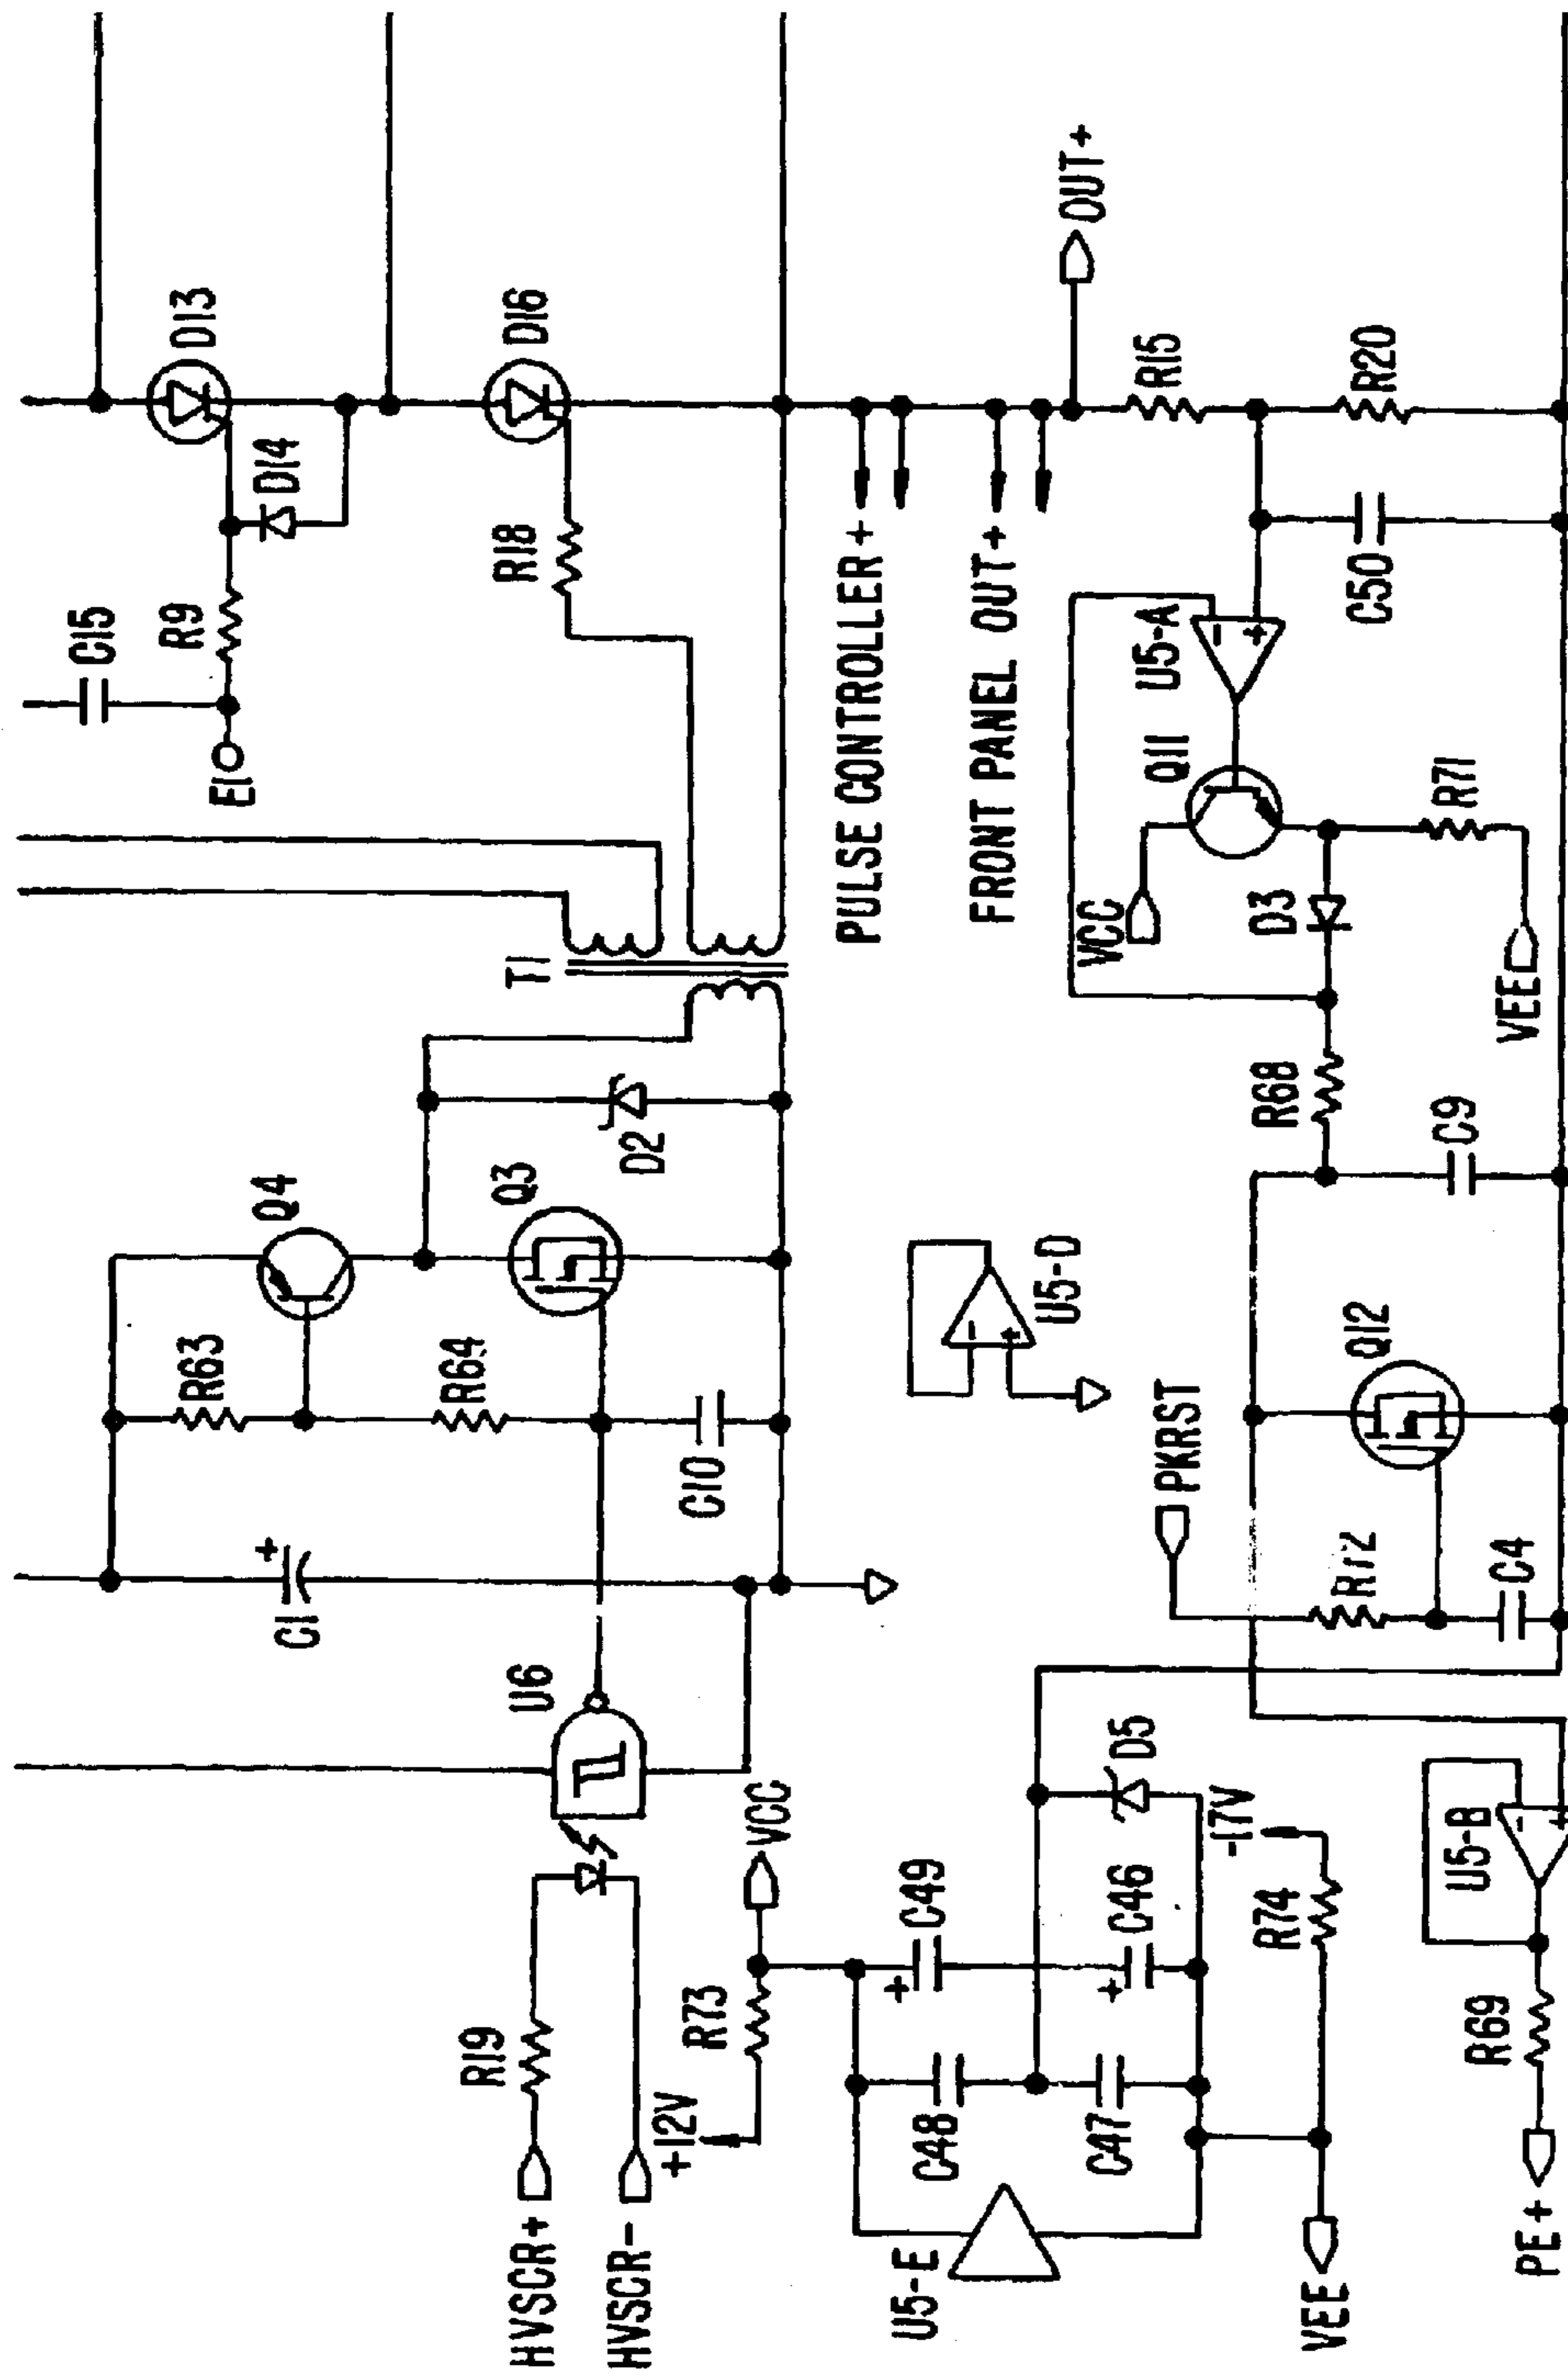 C15
R9
E1
D13
D14
D16
R18
T1
Q4
R63
R64
Q3
D2
C1
+
C10
U6
R19
HVSCR+
HVSCR-
PULSE CONTROLLER+
FRONT PANEL OUT+
OUT+
R15
R20
C50
U5-A
-
+
Q11
VCC
D3
R71
VEE
R68
C9
U5-D
-
+
Q12
PKRST
R72
C4
VCC
R73
+12V
+
C49
C48
+
C46
C47
D5
-17V
R74
U5-E
VEE
U5-B
-
+
R69
PE+